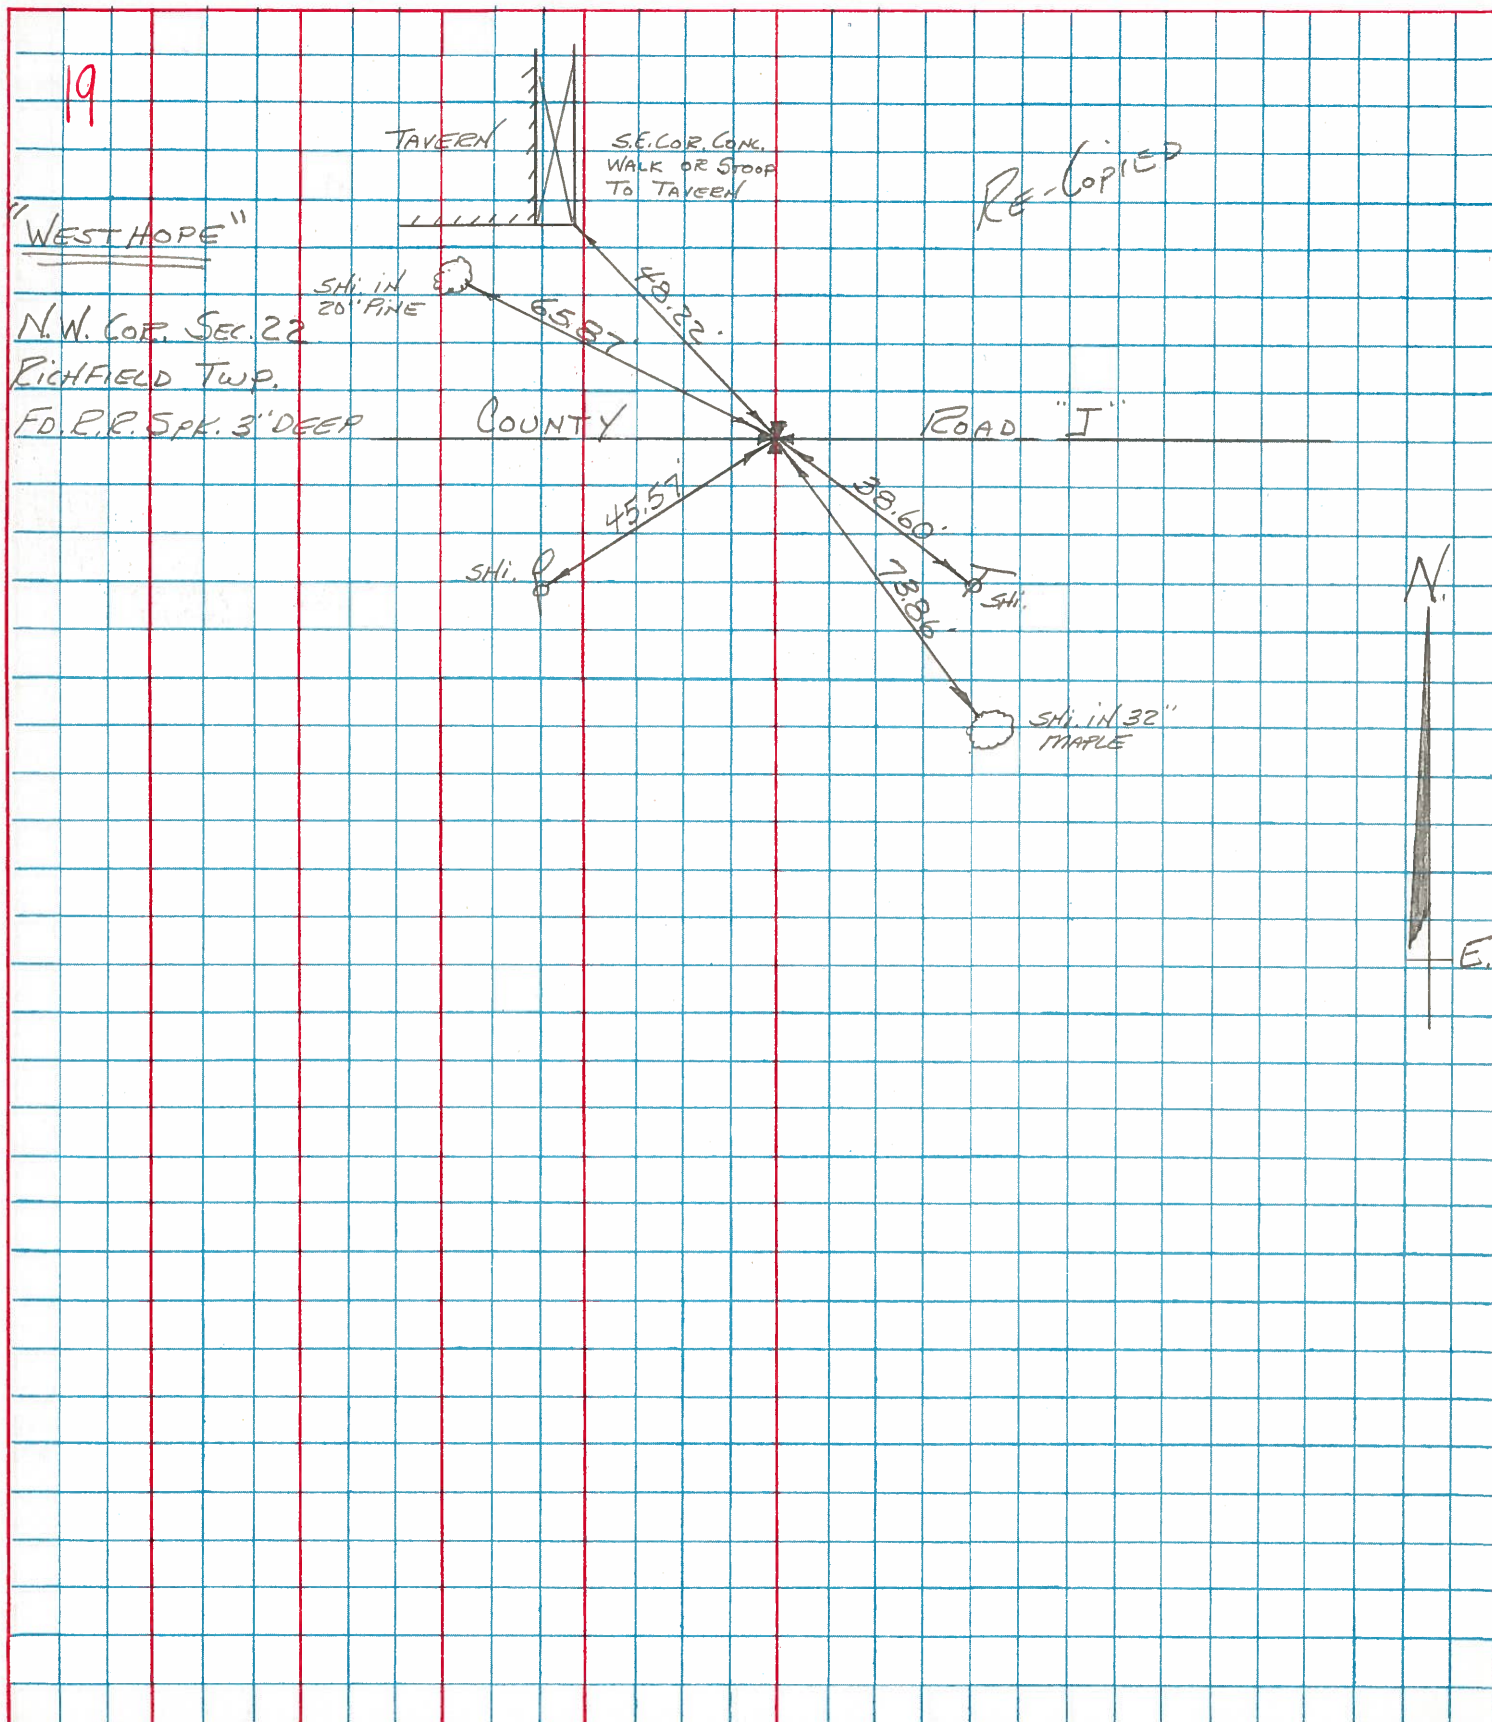 19
TAVERN
S.E. COR. CONC.
WALK OR STOOP
TO TAVERN
RE-COPIED
"WEST HOPE"
SHI. IN
20" PINE
48.22'
65.87'
N.W. COR. SEC. 22
RICHFIELD TWP.
FD. R.R. SPK. 3" DEEP
COUNTY ROAD "J"
45.57'
38.60'
SHI.
SHI.
73.86'
SHI. IN 32"
MAPLE
N.
E.